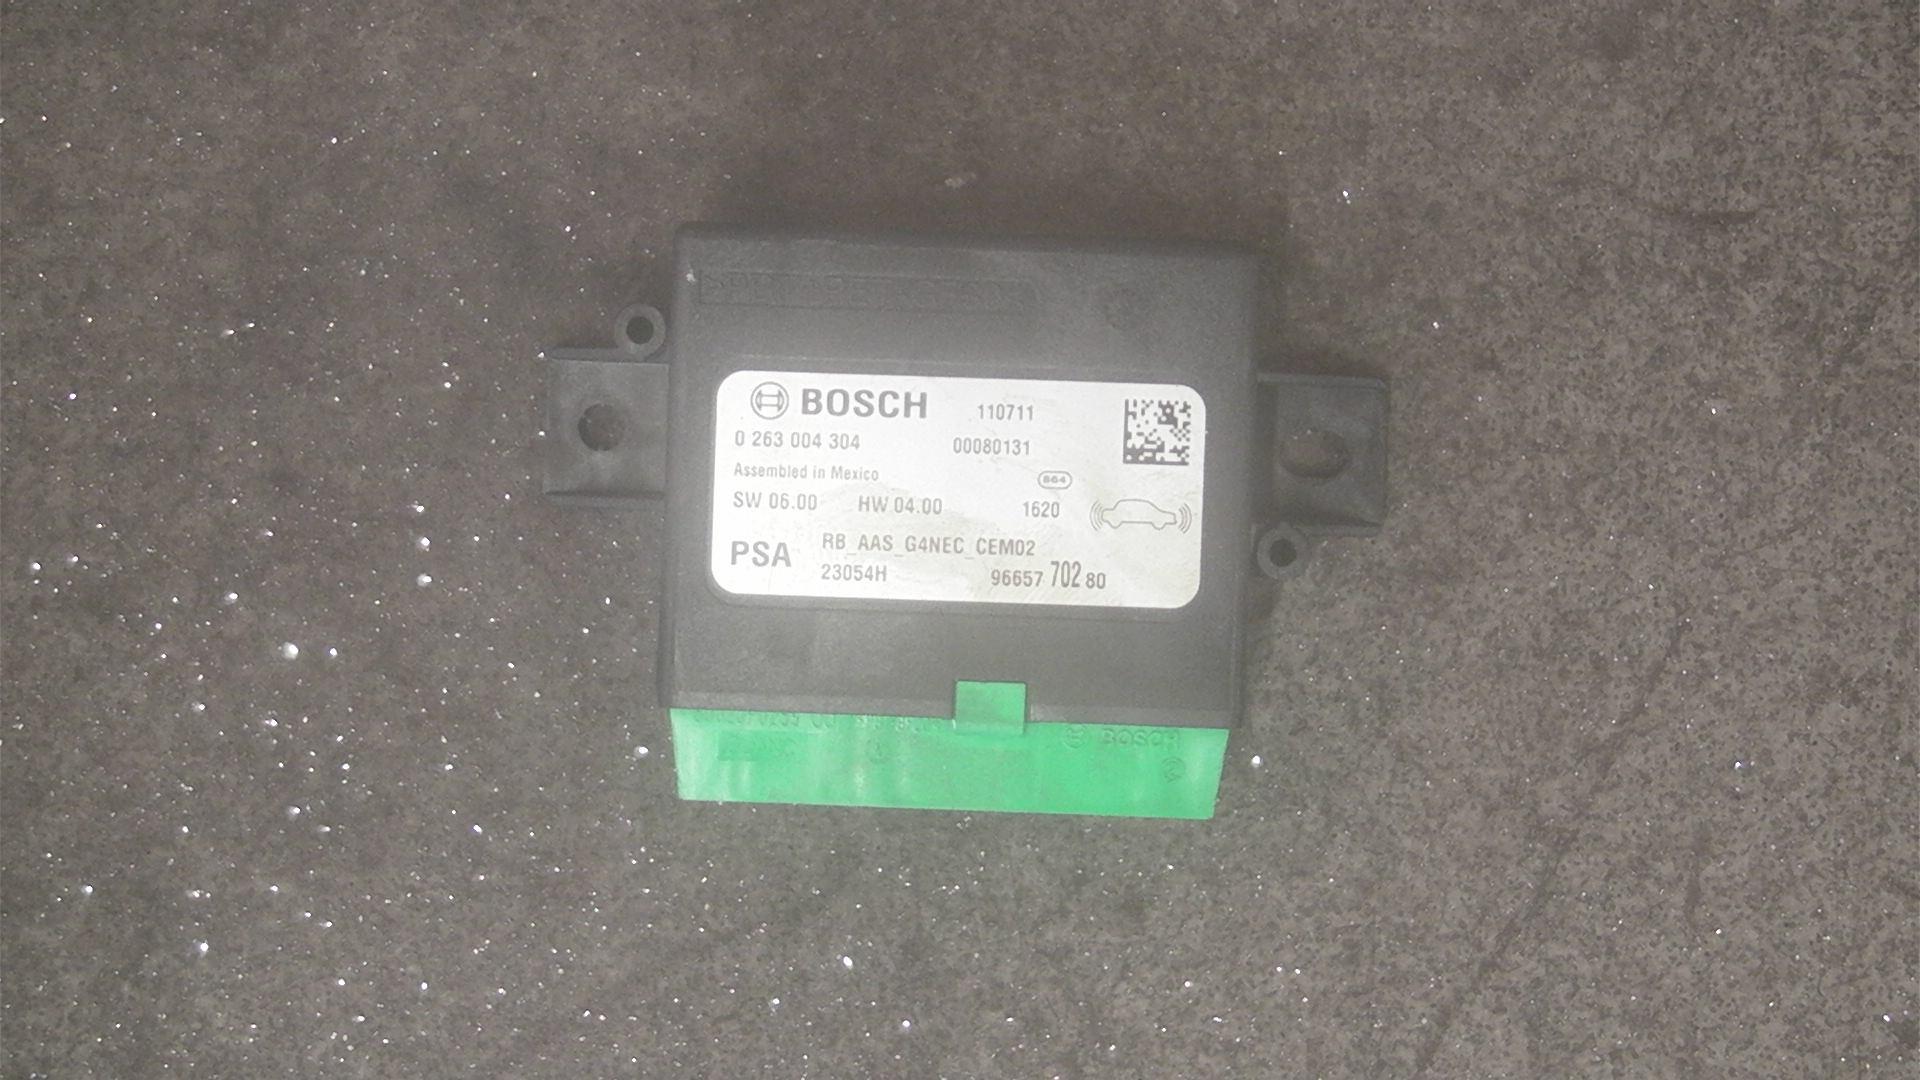 BOSCH 110711
0 263 004 304 00080131
Assembled in Mexico 864
SW 06.00 HW 04.00 1620
RB_AAS_G4NEC_CEM02
PSA 23054H 96657 702 80
BOSCH